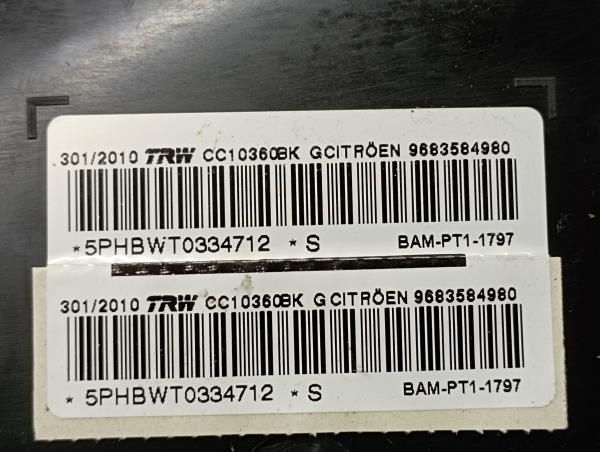 301/2010 TRW CC10360BK GCITRÖEN 9683584980
*5PHBWT0334712 *S BAM-PT1-1797
301/2010 TRW CC10360BK GCITRÖEN 9683584980
* 5PHBWT0334712 *S BAM-PT1-1797